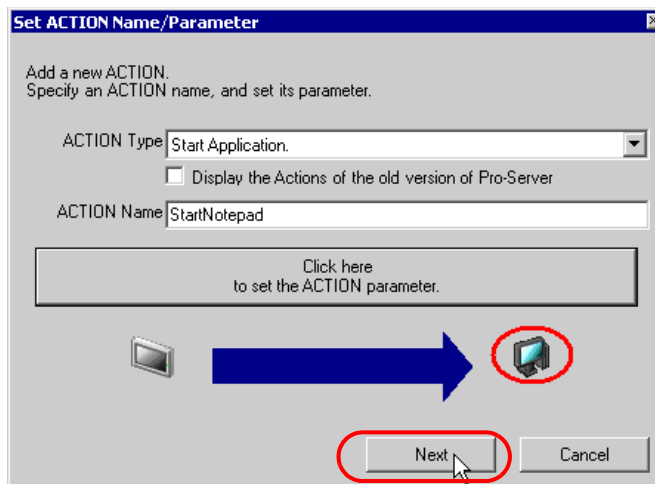 Set ACTION Name/Parameter
Add a new ACTION.
Specify an ACTION name, and set its parameter.
ACTION Type Start Application.
Display the Actions of the old version of Pro-Server
ACTION Name StartNotepad
Click here
to set the ACTION parameter.
Next Cancel